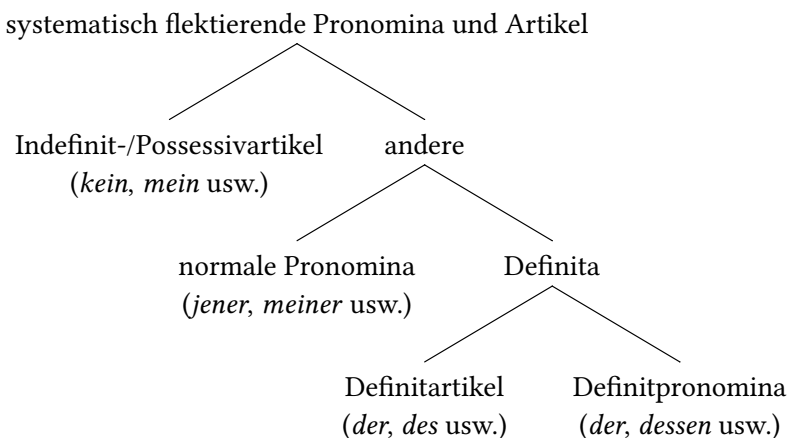 systematisch flektierende Pronomina und Artikel
Indefinit-/Possessivartikel
(kein, mein usw.)
andere
normale Pronomina
(jener, meiner usw.)
Definita
Definitartikel
(der, des usw.)
Definitpronomina
(der, dessen usw.)